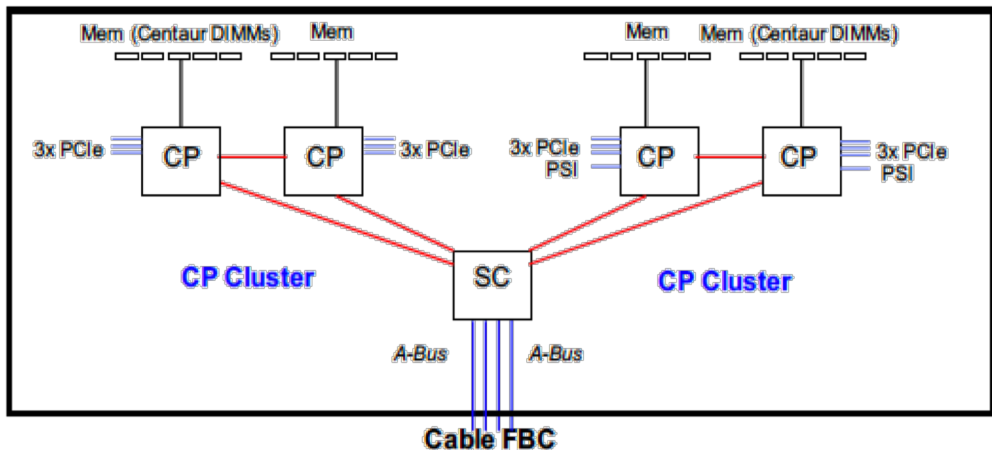 Mem (Centaur DIMMs) Mem Mem Mem (Centaur DIMMs)
3x PCIe CP CP 3x PCIe 3x PCIe CP CP 3x PCIe
PSI PSI
CP Cluster SC CP Cluster
A-Bus A-Bus
Cable FBC